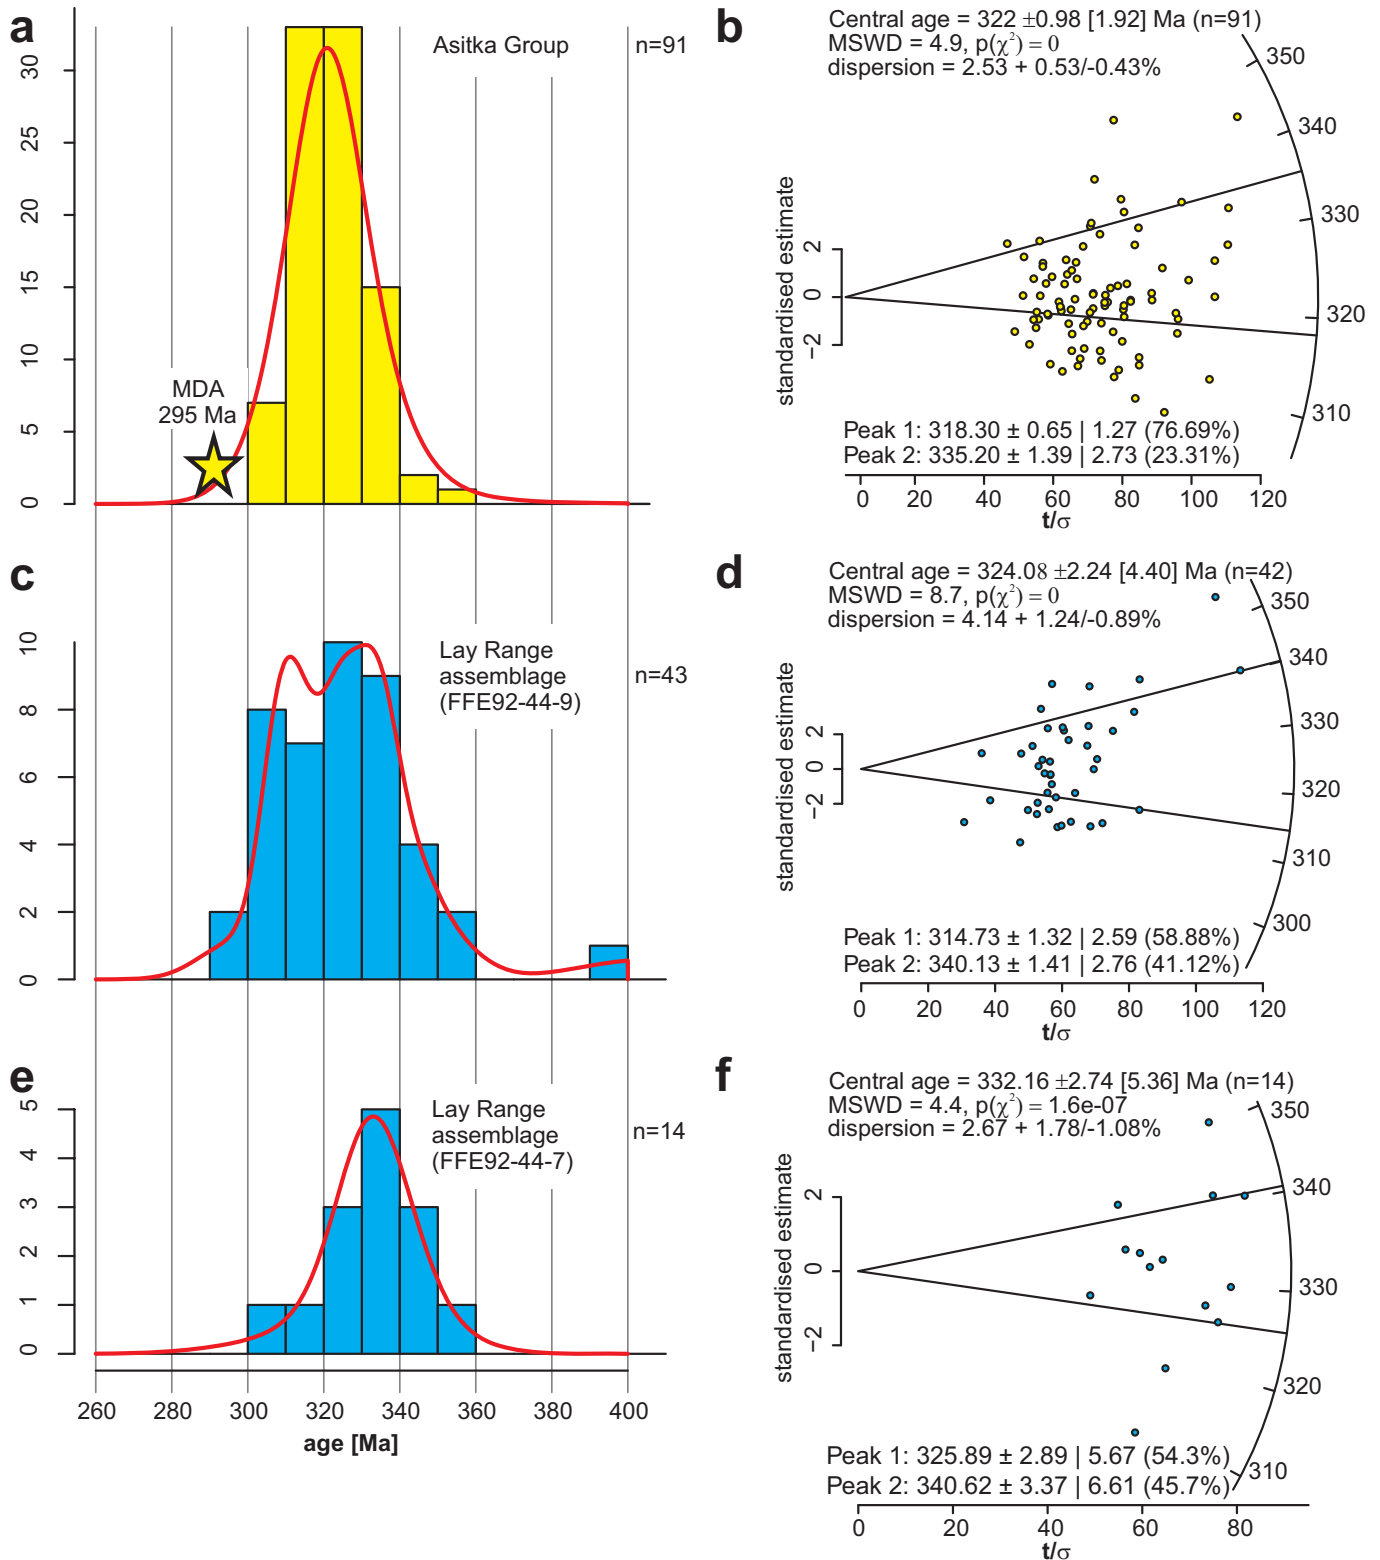 a
Asitka Group
n=91
MDA
295 Ma
30
25
20
15
10
5
0
b
Central age = 322 ±0.98 [1.92] Ma (n=91)
MSWD = 4.9, p(χ²) = 0
dispersion = 2.53 + 0.53/-0.43%
350
340
330
320
310
standardised estimate
2
0
−2
Peak 1: 318.30 ± 0.65 | 1.27 (76.69%)
Peak 2: 335.20 ± 1.39 | 2.73 (23.31%)
0 20 40 60 80 100 120
t/σ
c
Lay Range
assemblage
(FFE92-44-9)
n=43
10
8
6
4
2
0
d
Central age = 324.08 ±2.24 [4.40] Ma (n=42)
MSWD = 8.7, p(χ²) = 0
dispersion = 4.14 + 1.24/-0.89%
350
340
330
320
310
300
standardised estimate
2
0
−2
Peak 1: 314.73 ± 1.32 | 2.59 (58.88%)
Peak 2: 340.13 ± 1.41 | 2.76 (41.12%)
0 20 40 60 80 100 120
t/σ
e
Lay Range
assemblage
(FFE92-44-7)
n=14
5
4
3
2
1
0
260 280 300 320 340 360 380 400
age [Ma]
f
Central age = 332.16 ±2.74 [5.36] Ma (n=14)
MSWD = 4.4, p(χ²) = 1.6e-07
dispersion = 2.67 + 1.78/-1.08%
350
340
330
320
310
standardised estimate
2
0
−2
Peak 1: 325.89 ± 2.89 | 5.67 (54.3%)
Peak 2: 340.62 ± 3.37 | 6.61 (45.7%)
0 20 40 60 80
t/σ